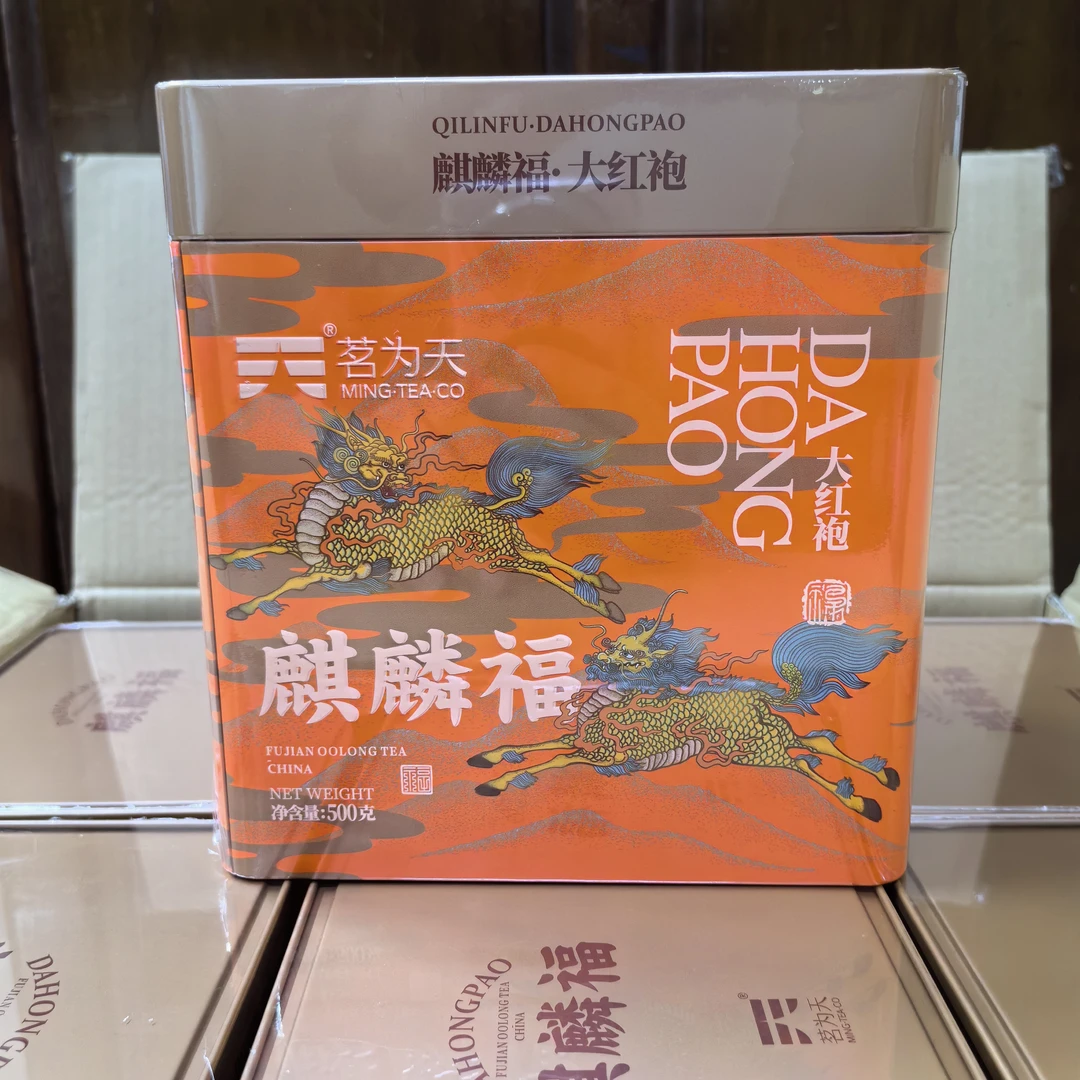 QILINFU·DAHONGPAO
麒麟福·大红袍
®
茗为天
MING·TEA·CO
DA
HONG
PAO
大红袍
麒麟福
FUJIAN OOLONG TEA
CHINA
NET WEIGHT
净含量:500克
DAHONG
HONGPAO
FUJIAN OOLONG TEA
CHINA
麒麟福
®
茗为天
MING·TEA·CO